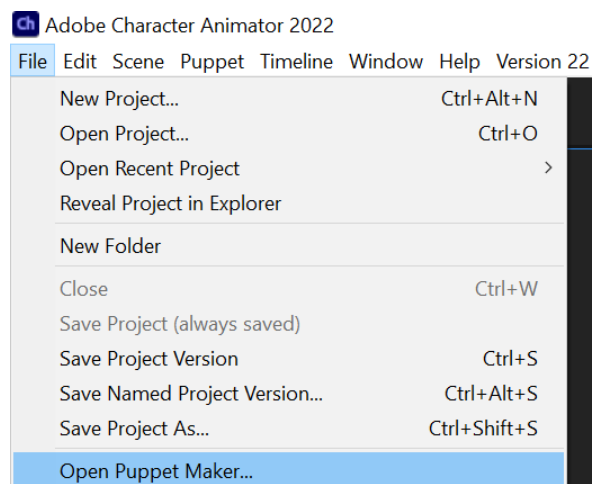 Ch Adobe Character Animator 2022
File Edit Scene Puppet Timeline Window Help Version 22
New Project... Ctrl+Alt+N
Open Project... Ctrl+O
Open Recent Project >
Reveal Project in Explorer
New Folder
Close Ctrl+W
Save Project (always saved)
Save Project Version Ctrl+S
Save Named Project Version... Ctrl+Alt+S
Save Project As... Ctrl+Shift+S
Open Puppet Maker...